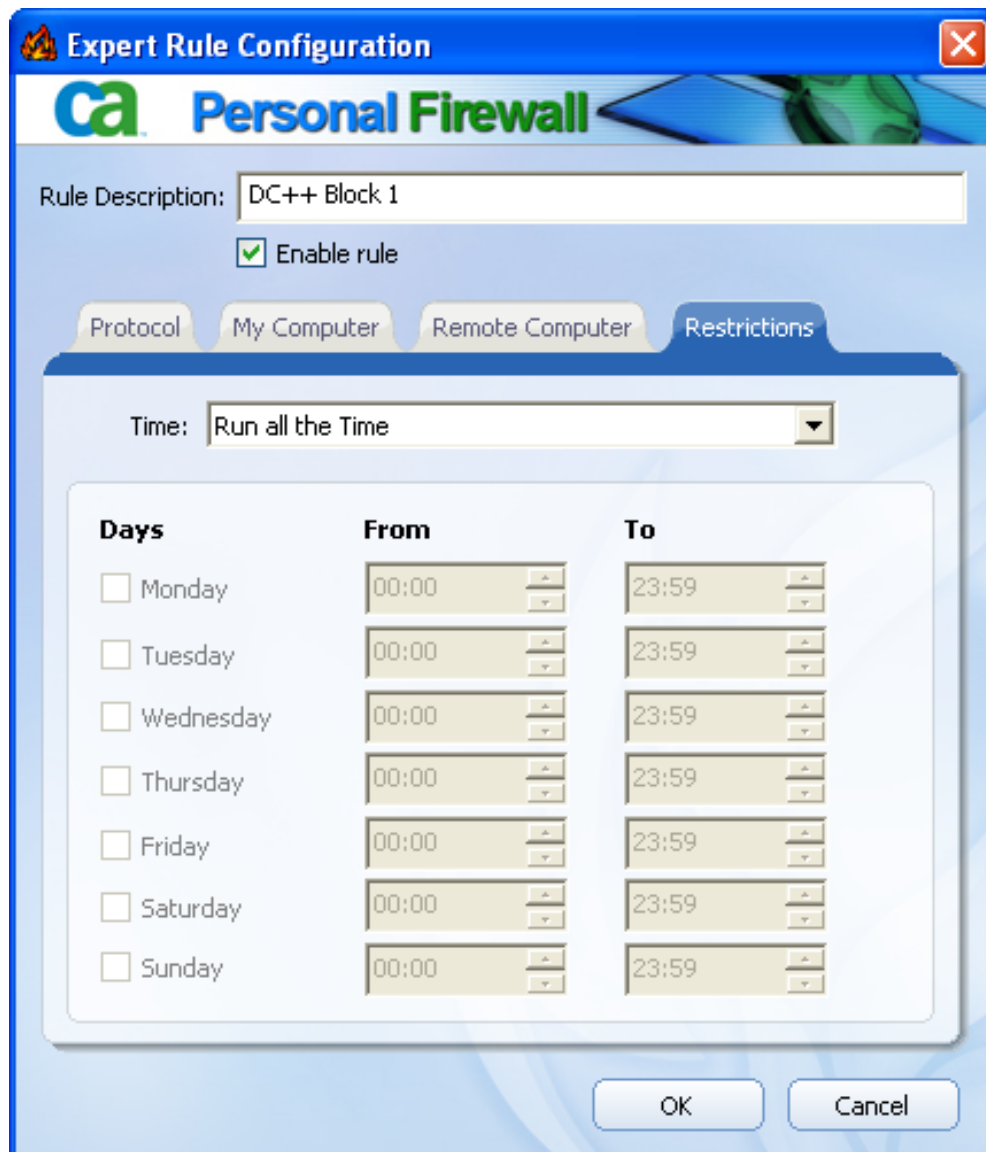 Expert Rule Configuration
ca Personal Firewall
Rule Description: DC++ Block 1
Enable rule
Protocol My Computer Remote Computer Restrictions
Time: Run all the Time
Days From To
Monday 00:00 23:59
Tuesday 00:00 23:59
Wednesday 00:00 23:59
Thursday 00:00 23:59
Friday 00:00 23:59
Saturday 00:00 23:59
Sunday 00:00 23:59
OK Cancel